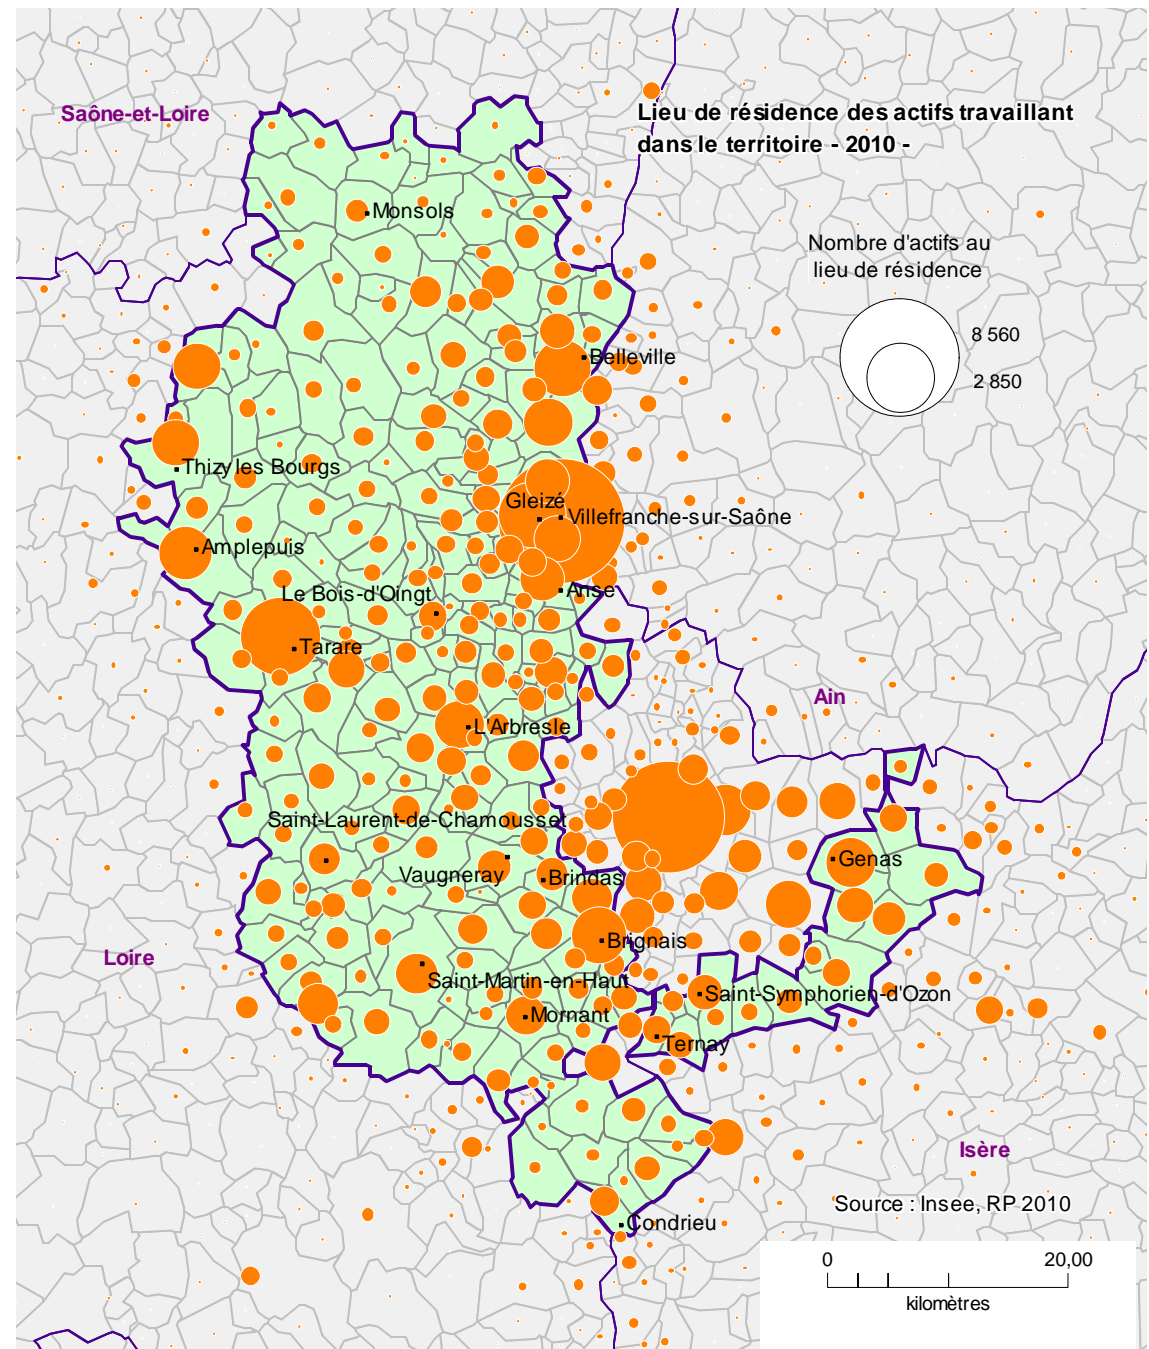 Saône-et-Loire
Lieu de résidence des actifs travaillant
dans le territoire - 2010 -
Monsols
Nombre d'actifs au
lieu de résidence
8 560
2 850
Belleville
Thizy les Bourgs
Gleizé
Villefranche-sur-Saône
Amplepuis
Le Bois-d'Oingt
Anse
Tarare
Ain
L'Arbresle
Saint-Laurent-de-Chamousset
Genas
Vaugneray
Brindas
Brignais
Loire
Saint-Martin-en-Haut
Saint-Symphorien-d'Ozon
Mornant
Ternay
Isère
Source : Insee, RP 2010
Condrieu
0 20,00
kilomètres